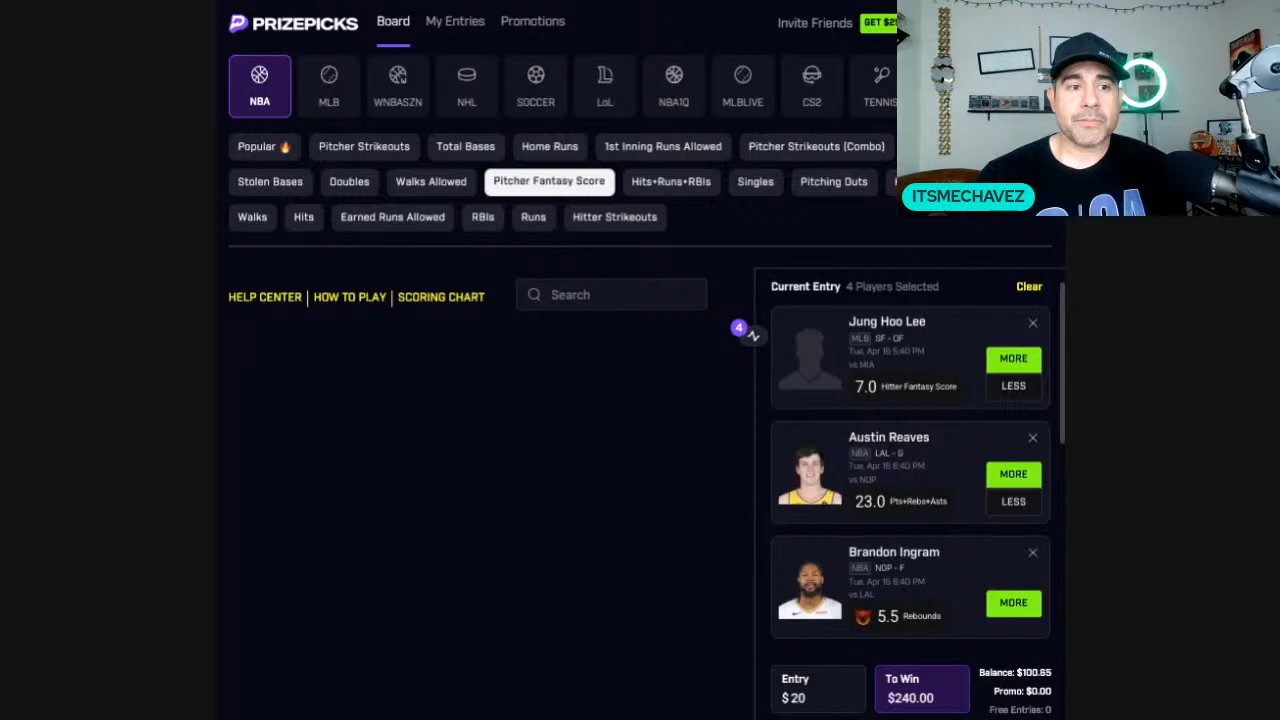 PRIZEPICKS
Board
My Entries
Promotions
Invite Friends
NBA
MLB
WNBASZN
NHL
SOCCER
LoL
NBA1Q
MLBLIVE
CS2
TENNIS
Popular 🔥
Pitcher Strikeouts
Total Bases
Home Runs
1st Inning Runs Allowed
Pitcher Strikeouts (Combo)
Stolen Bases
Doubles
Walks Allowed
Pitcher Fantasy Score
Hits+Runs+RBIs
Singles
Pitching Outs
Walks
Hits
Earned Runs Allowed
RBIs
Runs
Hitter Strikeouts
ITSMECHAVEZ
HELP CENTER | HOW TO PLAY | SCORING CHART
Search
4
Current Entry 4 Players Selected
Clear
Jung Hoo Lee
MLB SF - OF
Tue, Apr 16 5:40 PM
vs MIA
7.0 Hitter Fantasy Score
MORE
LESS
Austin Reaves
NBA LAL - G
Tue, Apr 16 6:40 PM
vs NOP
23.0 Pts+Rebs+Asts
MORE
LESS
Brandon Ingram
NBA NOP - F
Tue, Apr 16 6:40 PM
vs LAL
5.5 Rebounds
MORE
Entry
$ 20
To Win
$240.00
Balance: $100.65
Promo: $0.00
Free Entries: 0